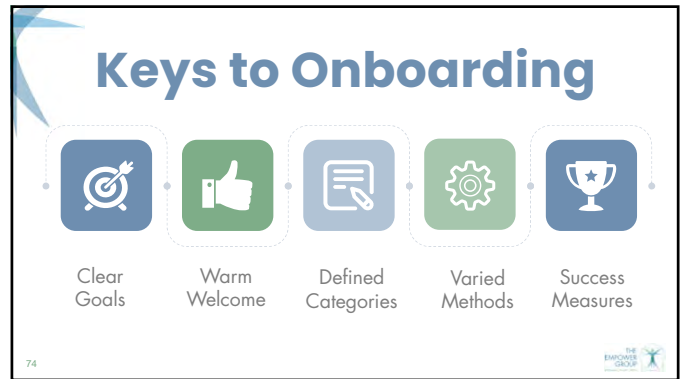 Keys to Onboarding
Clear
Goals
Warm
Welcome
Defined
Categories
Varied
Methods
Success
Measures
74
THE
EMPOWER
GROUP